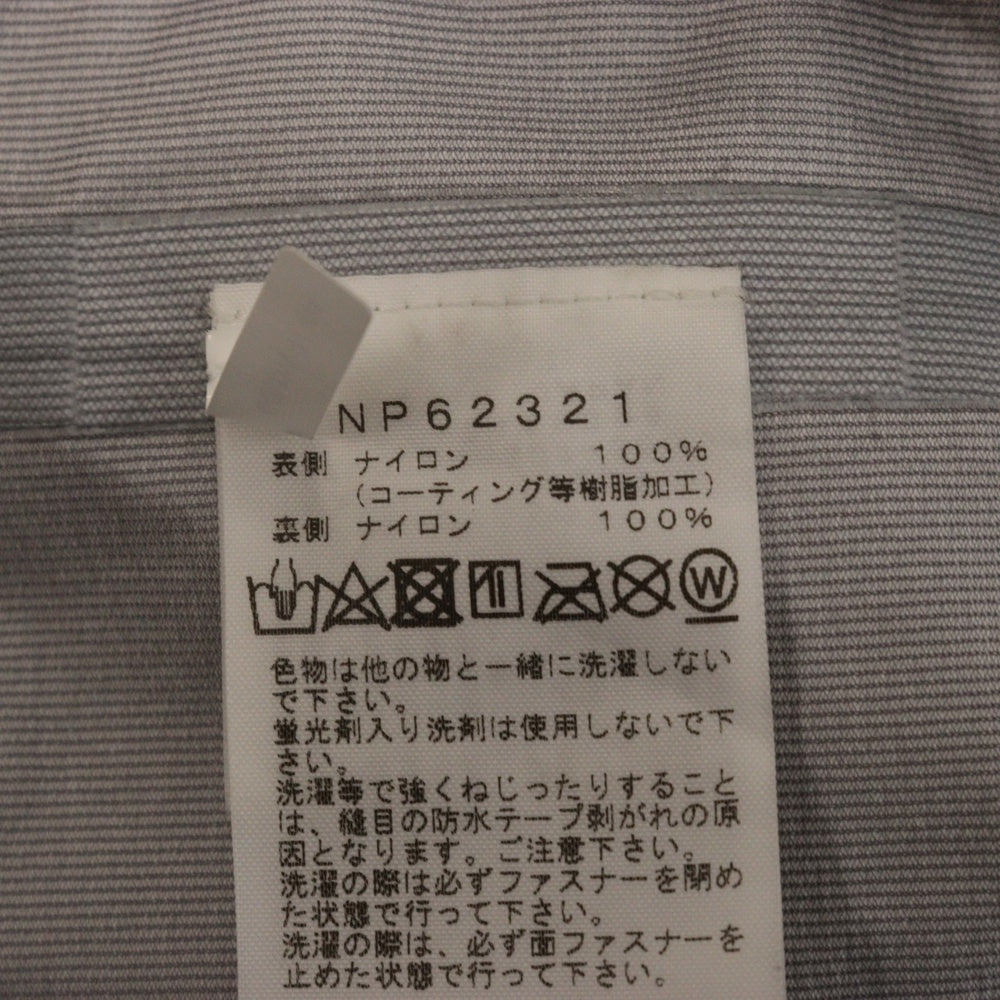 NP62321
表側 ナイロン 100%
(コーティング等樹脂加工)
裏側 ナイロン 100%
W
色物は他の物と一緒に洗濯しない
で下さい。
蛍光剤入り洗剤は使用しないで下
さい。
洗濯等で強くねじったりすること
は、縫目の防水テープ剥がれの原
因となります。ご注意下さい。
洗濯の際は必ずファスナーを閉め
た状態で行って下さい。
洗濯の際は、必ず面ファスナーを
止めた状態で行って下さい。